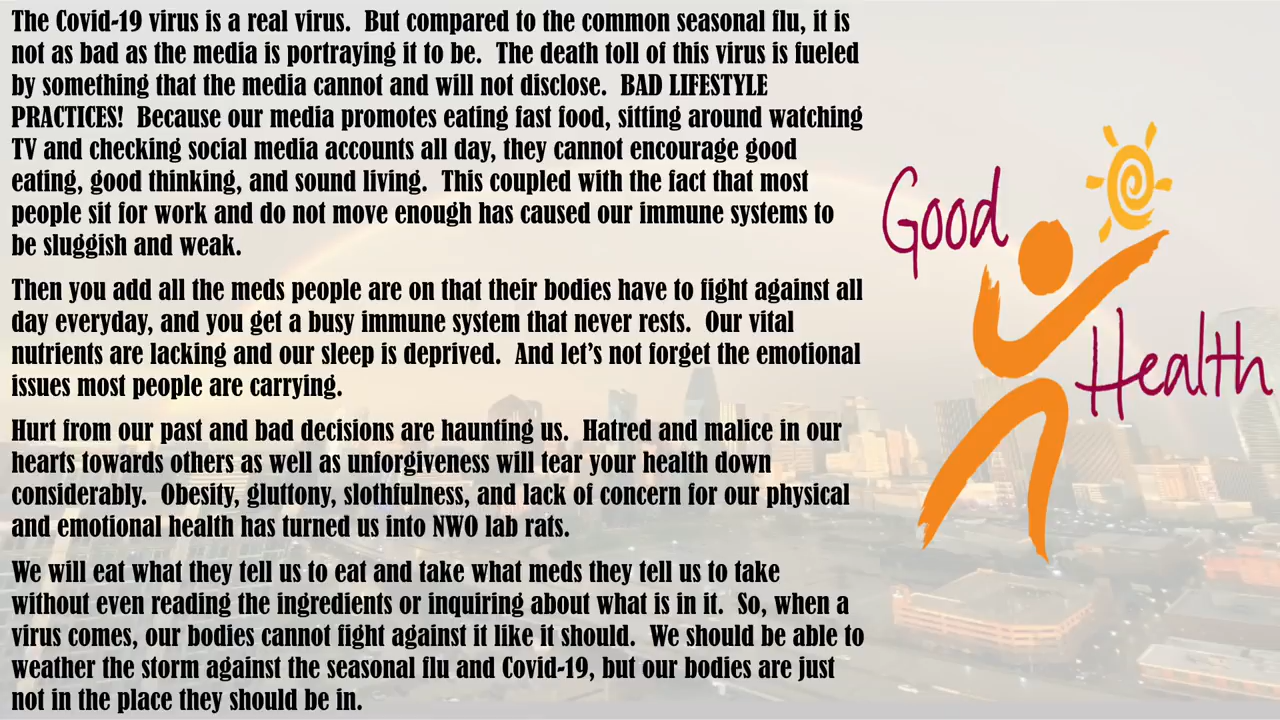 The Covid-19 virus is a real virus.  But compared to the common seasonal flu, it is
not as bad as the media is portraying it to be.  The death toll of this virus is fueled
by something that the media cannot and will not disclose.  BAD LIFESTYLE
PRACTICES!  Because our media promotes eating fast food, sitting around watching
TV and checking social media accounts all day, they cannot encourage good
eating, good thinking, and sound living.  This coupled with the fact that most
people sit for work and do not move enough has caused our immune systems to
be sluggish and weak.
Then you add all the meds people are on that their bodies have to fight against all
day everyday, and you get a busy immune system that never rests.  Our vital
nutrients are lacking and our sleep is deprived.  And let’s not forget the emotional
issues most people are carrying.
Hurt from our past and bad decisions are haunting us.  Hatred and malice in our
hearts towards others as well as unforgiveness will tear your health down
considerably.  Obesity, gluttony, slothfulness, and lack of concern for our physical
and emotional health has turned us into NWO lab rats.
We will eat what they tell us to eat and take what meds they tell us to take
without even reading the ingredients or inquiring about what is in it.  So, when a
virus comes, our bodies cannot fight against it like it should.  We should be able to
weather the storm against the seasonal flu and Covid-19, but our bodies are just
not in the place they should be in.
Good
Health